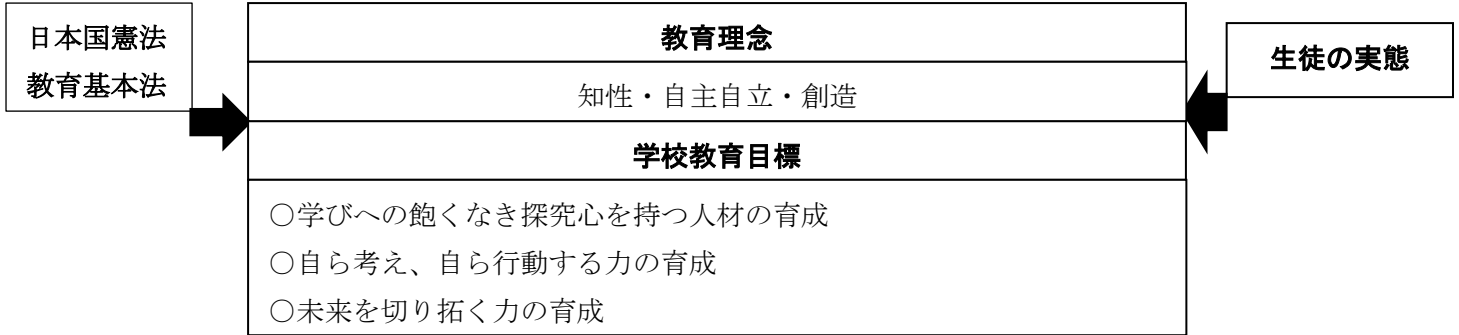 日本国憲法
教育基本法
教育理念
知性・自主自立・創造
学校教育目標
○学びへの飽くなき探究心を持つ人材の育成
○自ら考え、自ら行動する力の育成
○未来を切り拓く力の育成
生徒の実態